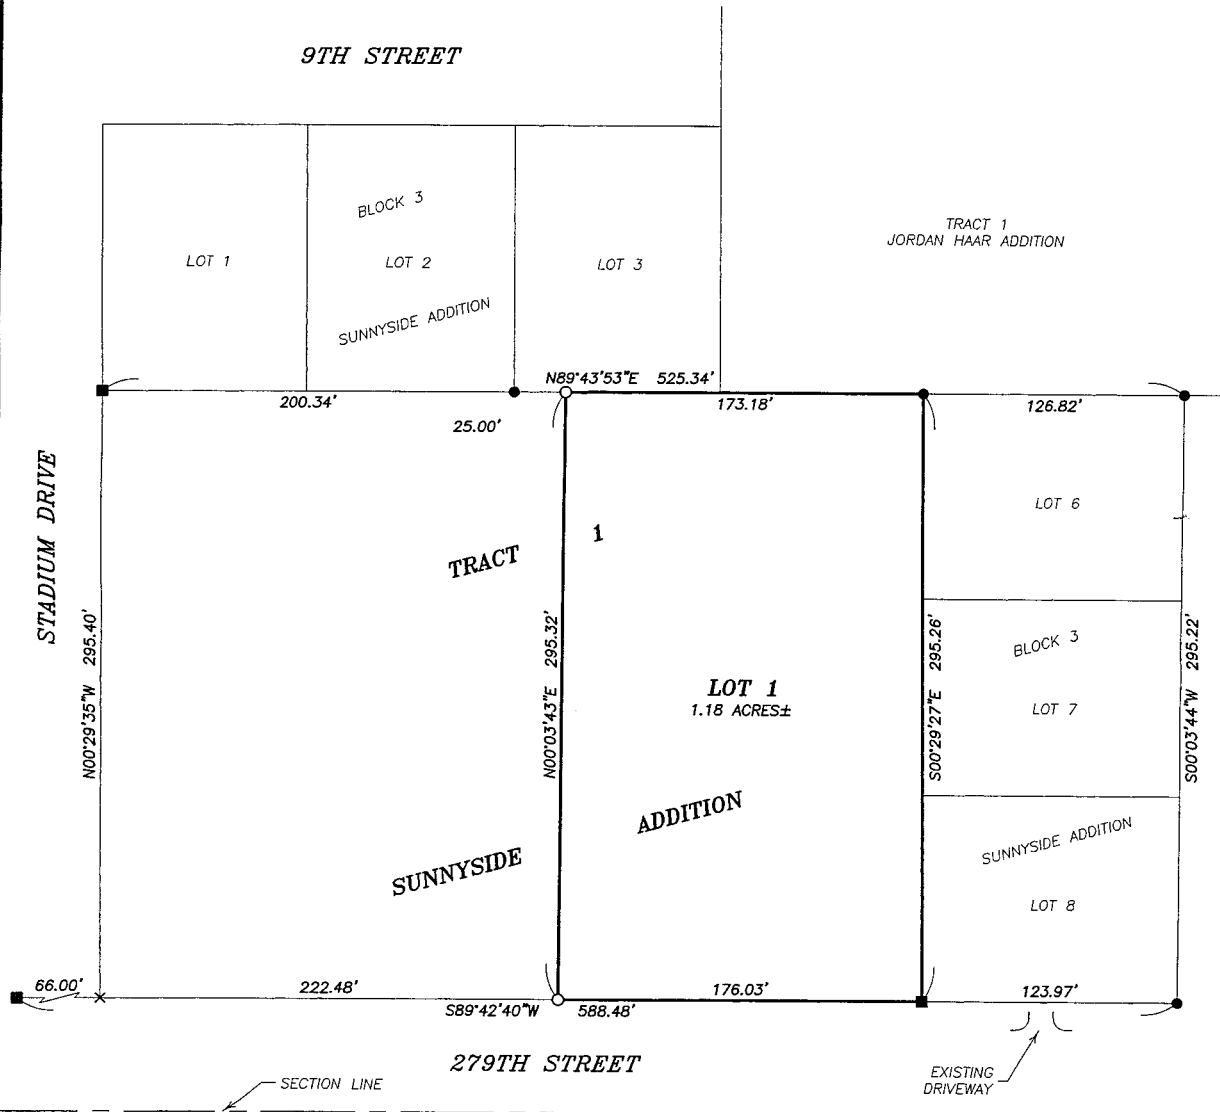 9TH STREET
BLOCK 3
LOT 1
LOT 2
LOT 3
SUNNYSIDE ADDITION
TRACT 1
JORDAN HAAR ADDITION
N89°43'53"E 525.34'
200.34'
173.18'
126.82'
25.00'
STADIUM DRIVE
LOT 6
TRACT 1
N00°29'35"W 295.40'
N00°03'43"E 295.32'
S00°29'27"E 295.26'
S00°03'44"W 295.22'
BLOCK 3
LOT 1
1.18 ACRES±
LOT 7
SUNNYSIDE ADDITION
SUNNYSIDE ADDITION
LOT 8
66.00'
222.48'
176.03'
123.97'
S89°42'40"W 588.48'
279TH STREET
EXISTING
DRIVEWAY
SECTION LINE